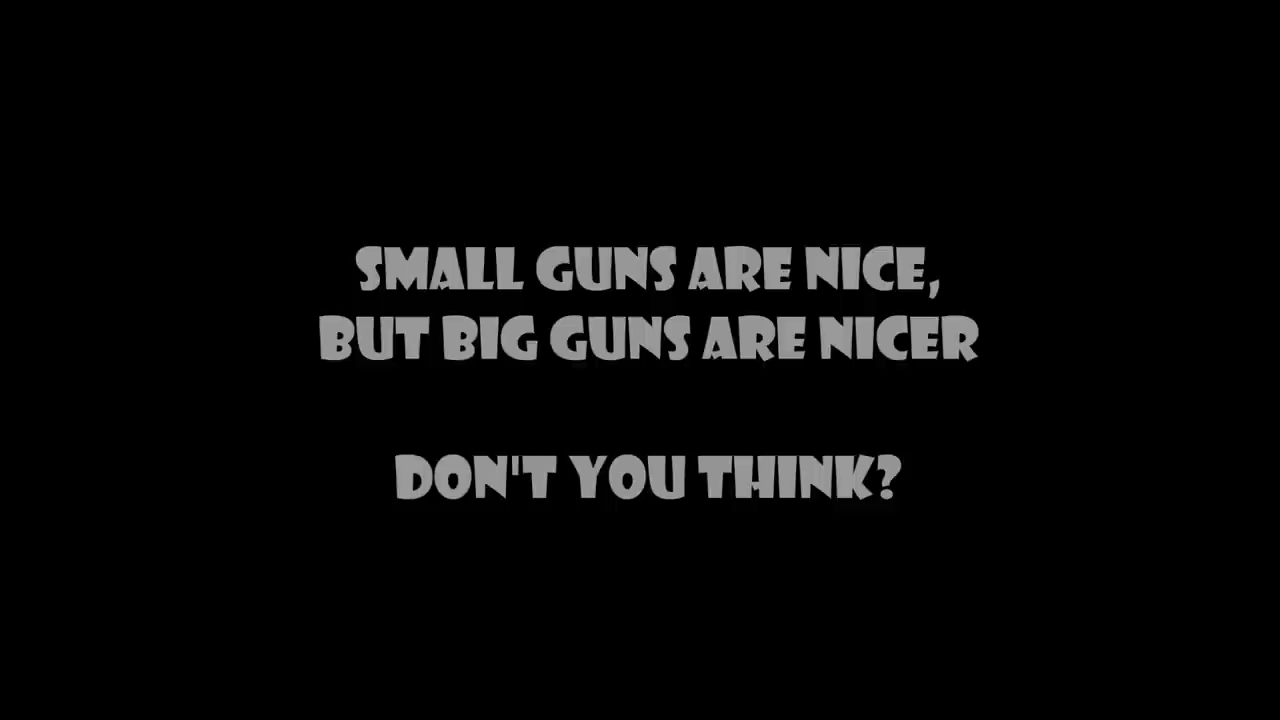 SMALL GUNS ARE NICE,
BUT BIG GUNS ARE NICER
DON'T YOU THINK?